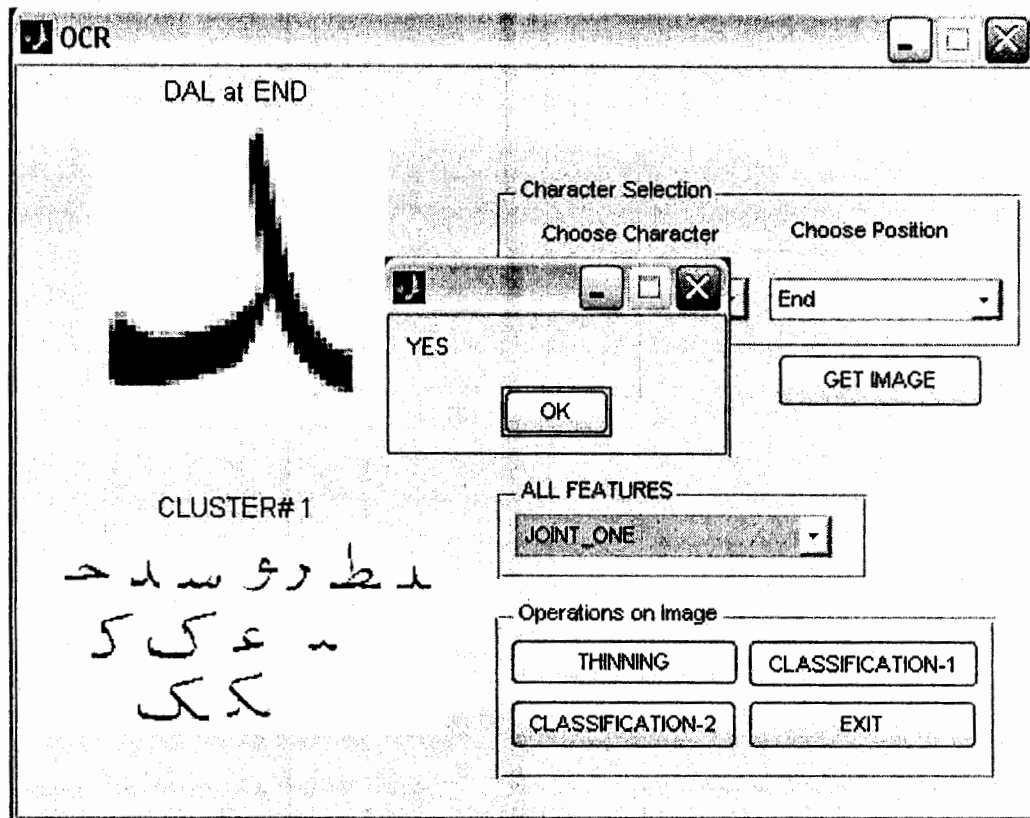 OCR
DAL at END
Character Selection
Choose Character
Choose Position
End
YES
OK
GET IMAGE
ALL FEATURES
JOINT_ONE
CLUSTER# 1
Operations on Image
THINNING
CLASSIFICATION-1
CLASSIFICATION-2
EXIT